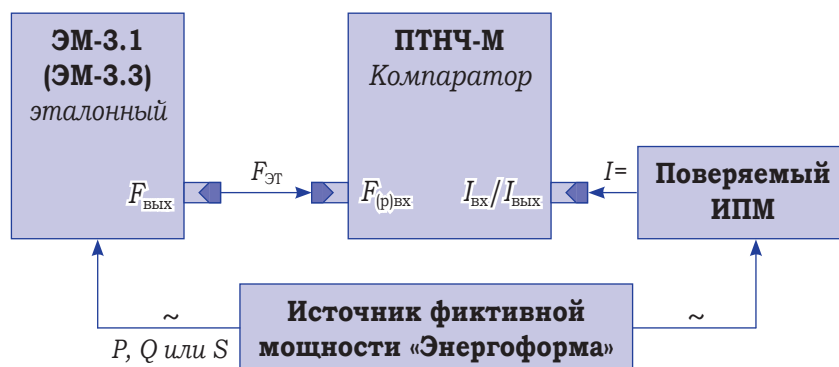 ЭМ-3.1
(ЭМ-3.3)
эталонный
Fвых
Fэт
ПТНЧ-М
Компаратор
F(р)вх
Iвх/Iвых
I=
Поверяемый
ИПМ
~
P, Q или S
Источник фиктивной
мощности «Энергоформа»
~